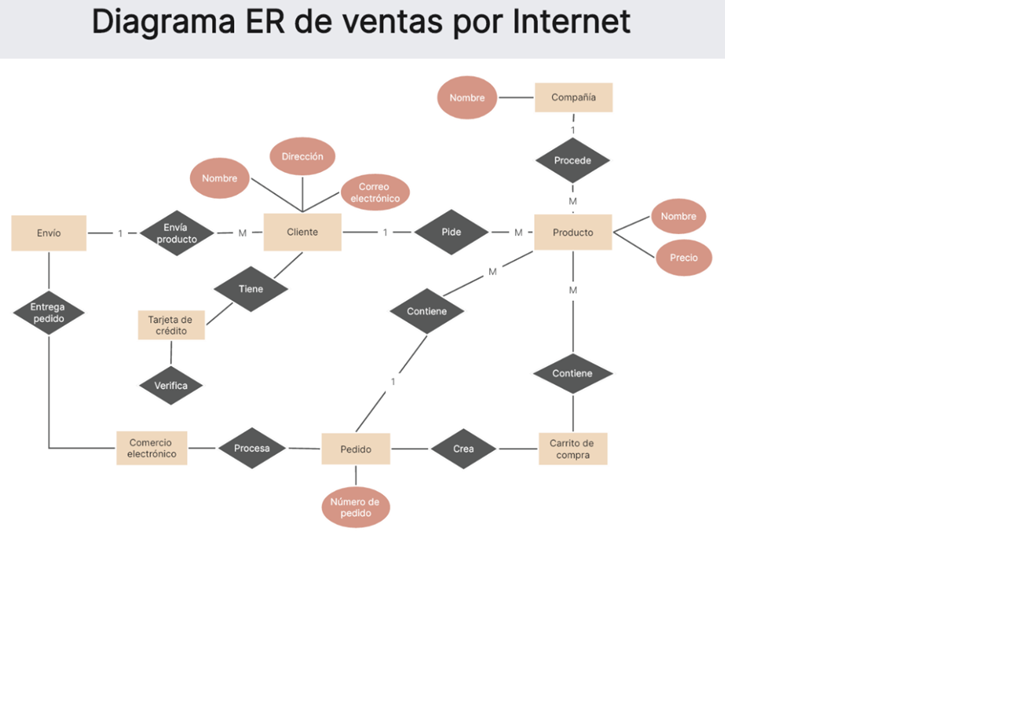 Diagrama ER de ventas por Internet
Nombre
Compañía
1
Procede
M
Dirección
Nombre
Correo
electrónico
Envío
1
Envía
producto
M
Cliente
1
Pide
M
Producto
Nombre
Precio
M
M
Tiene
Entrega
pedido
Contiene
Tarjeta de
crédito
Contiene
1
Verifica
Comercio
electrónico
Procesa
Pedido
Crea
Carrito de
compra
Número de
pedido